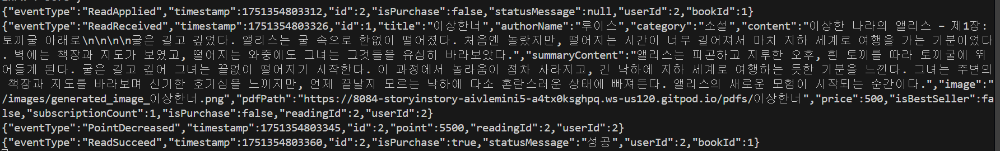 {"eventType":"ReadApplied","timestamp":1751354803312,"id":2,"isPurchase":false,"statusMessage":null,"userId":2,"bookId":1}
{"eventType":"ReadReceived","timestamp":1751354803326,"id":1,"title":"이상한너","authorName":"루이스","category":"소설","content":"이상한 나라의 앨리스 – 제1장:
토끼굴 아래로\n\n\n\n굴은 길고 깊었다. 앨리스는 굴 속으로 한없이 떨어졌다. 처음엔 놀랐지만, 떨어지는 시간이 너무 길어져서 마치 지하 세계로 여행을 가는 기분이었다
. 벽에는 책장과 지도가 보였고, 떨어지는 와중에도 그녀는 그것들을 유심히 바라보았다.","summaryContent":"앨리스는 피곤하고 지루한 오후, 흰 토끼를 따라 토끼굴에 뛰
어들게 된다. 굴은 길고 깊어 그녀는 끝없이 떨어지기 시작한다. 이 과정에서 놀라움이 점차 사라지고, 긴 낙하에 지하 세계로 여행하는 듯한 기분을 느낀다. 그녀는 주변의
책장과 지도를 바라보며 신기한 호기심을 느끼지만, 언제 끝날지 모르는 낙하에 다소 혼란스러운 상태에 빠져든다. 앨리스의 새로운 모험이 시작되는 순간이다.","image":"
/images/generated_image_이상한너.png","pdfPath":"https://8084-storyinstory-aivlemini5-a4tx0ksghpq.ws-us120.gitpod.io/pdfs/이상한너","price":500,"isBestSeller":fa
lse,"subscriptionCount":1,"isPurchase":false,"readingId":2,"userId":2}
{"eventType":"PointDecreased","timestamp":1751354803345,"id":2,"point":5500,"readingId":2,"userId":2}
{"eventType":"ReadSucceed","timestamp":1751354803360,"id":2,"isPurchase":true,"statusMessage":"성공","userId":2,"bookId":1}